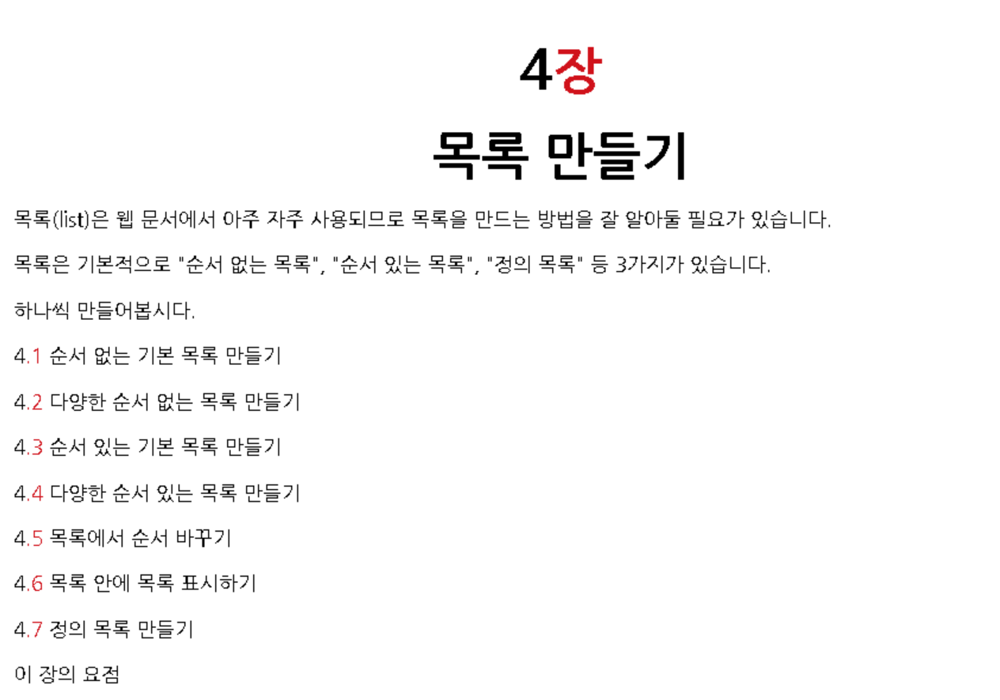 4장
목록 만들기
목록(list)은 웹 문서에서 아주 자주 사용되므로 목록을 만드는 방법을 잘 알아둘 필요가 있습니다.
목록은 기본적으로 "순서 없는 목록", "순서 있는 목록", "정의 목록" 등 3가지가 있습니다.
하나씩 만들어봅시다.
4.1 순서 없는 기본 목록 만들기
4.2 다양한 순서 없는 목록 만들기
4.3 순서 있는 기본 목록 만들기
4.4 다양한 순서 있는 목록 만들기
4.5 목록에서 순서 바꾸기
4.6 목록 안에 목록 표시하기
4.7 정의 목록 만들기
이 장의 요점